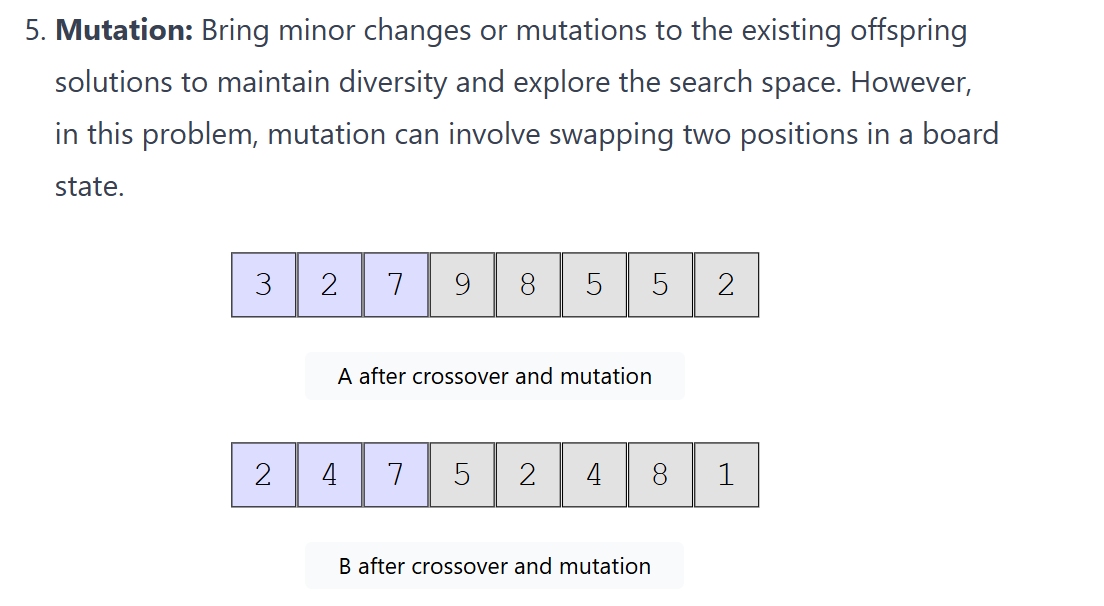 5. Mutation: Bring minor changes or mutations to the existing offspring
solutions to maintain diversity and explore the search space. However,
in this problem, mutation can involve swapping two positions in a board
state.
3 2 7 9 8 5 5 2
A after crossover and mutation
2 4 7 5 2 4 8 1
B after crossover and mutation